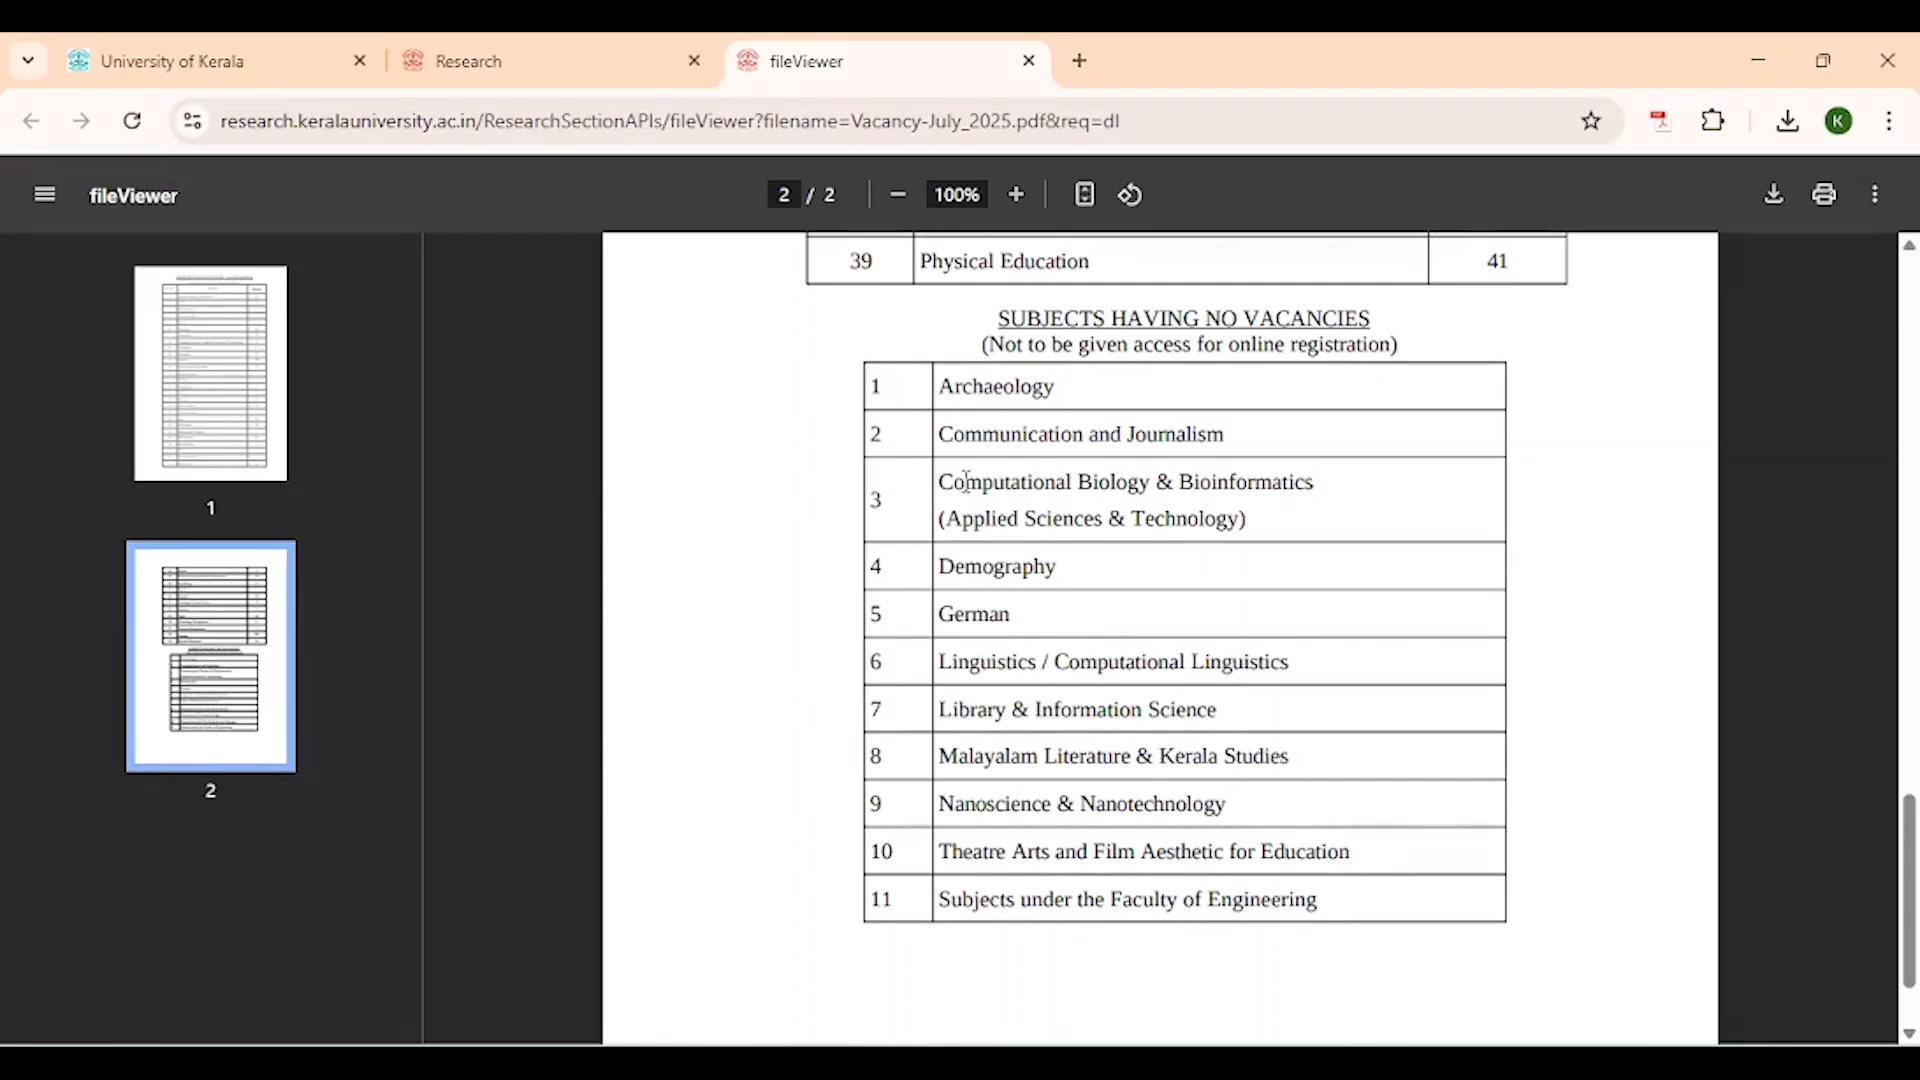 University of Kerala
Research
fileViewer
research.keralauniversity.ac.in/ResearchSectionAPIs/fileViewer?filename=Vacancy-July_2025.pdf&req=dl
K
fileViewer
2 / 2
100%
39 Physical Education 41
SUBJECTS HAVING NO VACANCIES
(Not to be given access for online registration)
1 Archaeology
2 Communication and Journalism
3 Computational Biology & Bioinformatics
(Applied Sciences & Technology)
4 Demography
5 German
6 Linguistics / Computational Linguistics
7 Library & Information Science
8 Malayalam Literature & Kerala Studies
9 Nanoscience & Nanotechnology
10 Theatre Arts and Film Aesthetic for Education
11 Subjects under the Faculty of Engineering
1
2